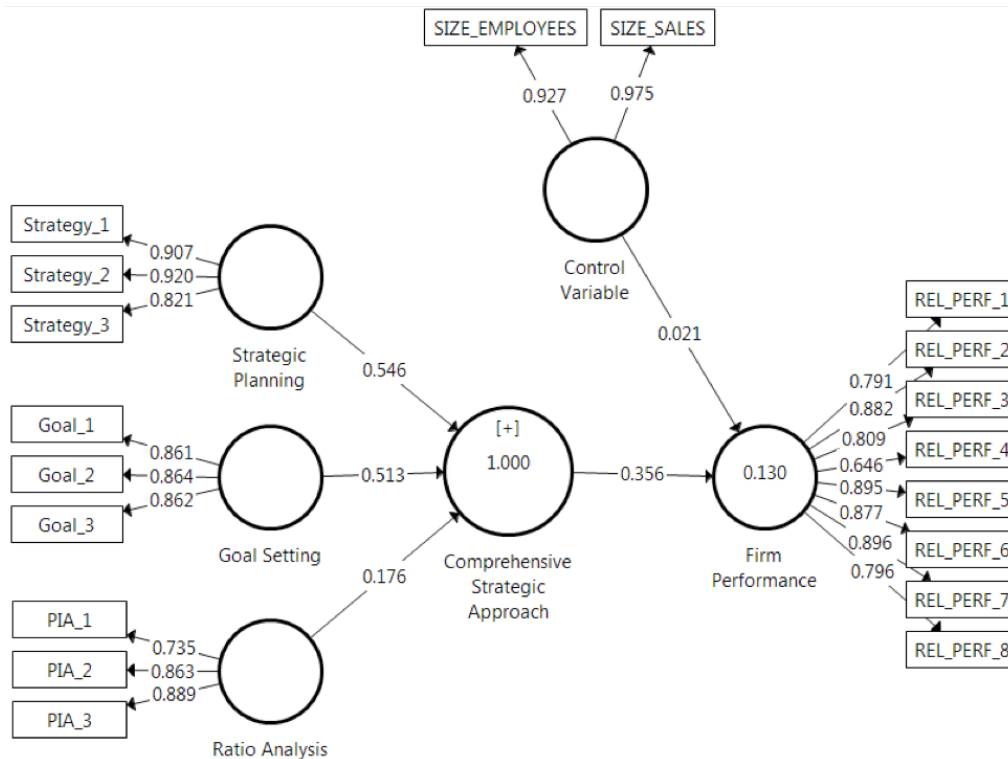 SIZE_EMPLOYEES
SIZE_SALES
0.927
0.975
Control
Variable
0.021
Strategy_1
Strategy_2
Strategy_3
0.907
0.920
0.821
Strategic
Planning
0.546
Goal_1
Goal_2
Goal_3
0.861
0.864
0.862
Goal Setting
0.513
PIA_1
PIA_2
PIA_3
0.735
0.863
0.889
Ratio Analysis
0.176
[+]
1.000
Comprehensive
Strategic
Approach
0.356
0.130
Firm
Performance
0.791
0.882
0.809
0.646
0.895
0.877
0.896
0.796
REL_PERF_1
REL_PERF_2
REL_PERF_3
REL_PERF_4
REL_PERF_5
REL_PERF_6
REL_PERF_7
REL_PERF_8